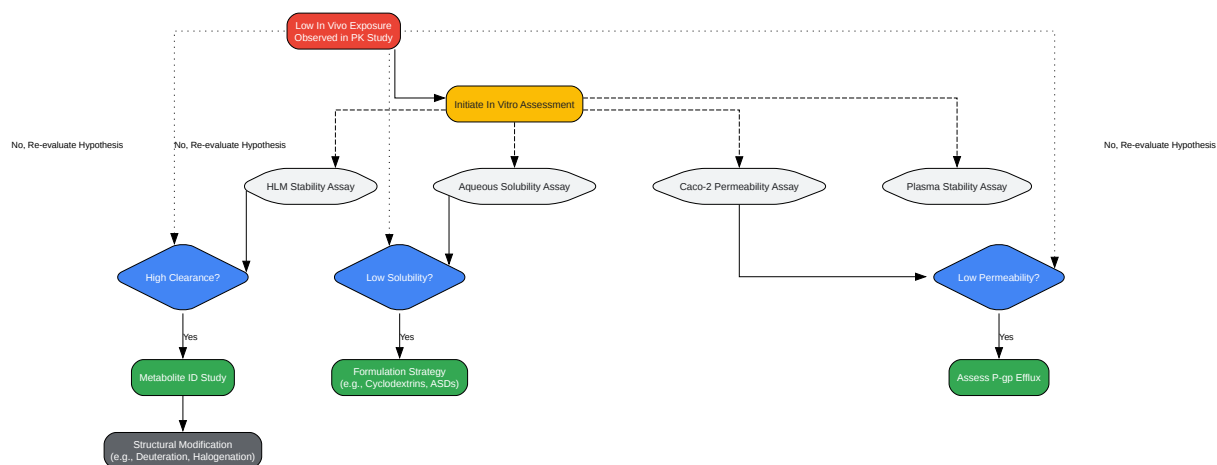 Low In Vivo Exposure
Observed in PK Study
Initiate In Vitro Assessment
No, Re-evaluate Hypothesis
No, Re-evaluate Hypothesis
No, Re-evaluate Hypothesis
HLM Stability Assay
Aqueous Solubility Assay
Caco-2 Permeability Assay
Plasma Stability Assay
High Clearance?
Low Solubility?
Low Permeability?
Yes
Yes
Yes
Metabolite ID Study
Formulation Strategy
(e.g., Cyclodextrins, ASDs)
Assess P-gp Efflux
Structural Modification
(e.g., Deuteration, Halogenation)